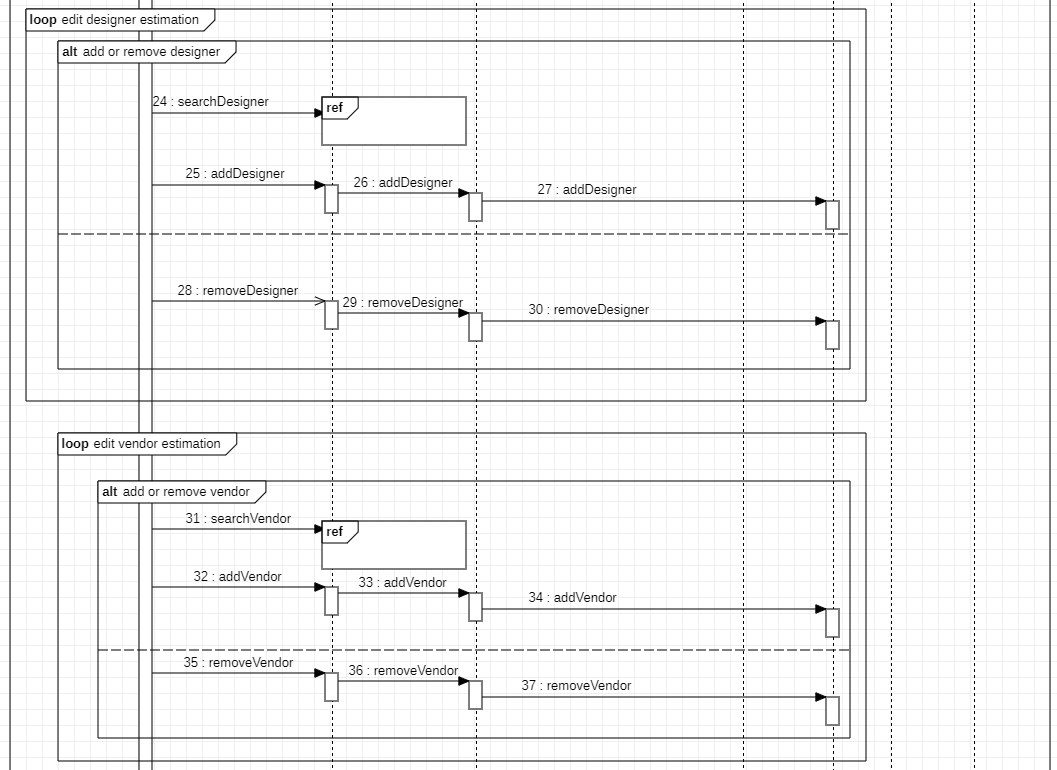 loop edit designer estimation
alt add or remove designer
24 : searchDesigner
ref
25 : addDesigner
26 : addDesigner
27 : addDesigner
28 : removeDesigner
29 : removeDesigner
30 : removeDesigner
loop edit vendor estimation
alt add or remove vendor
31 : searchVendor
ref
32 : addVendor
33 : addVendor
34 : addVendor
35 : removeVendor
36 : removeVendor
37 : removeVendor